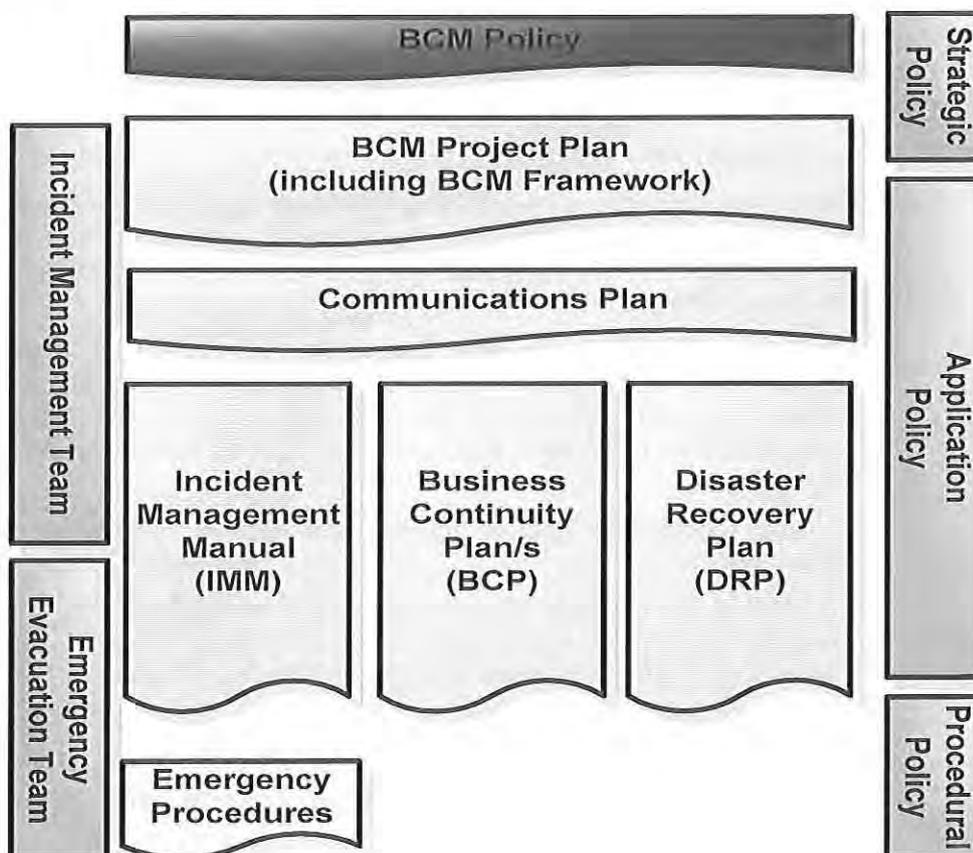 BCM Policy
Strategic
Policy
BCM Project Plan
(including BCM Framework)
Incident Management Team
Communications Plan
Application
Policy
Incident
Management
Manual
(IMM)
Business
Continuity
Plan/s
(BCP)
Disaster
Recovery
Plan
(DRP)
Emergency
Evacuation Team
Emergency
Procedures
Procedural
Policy